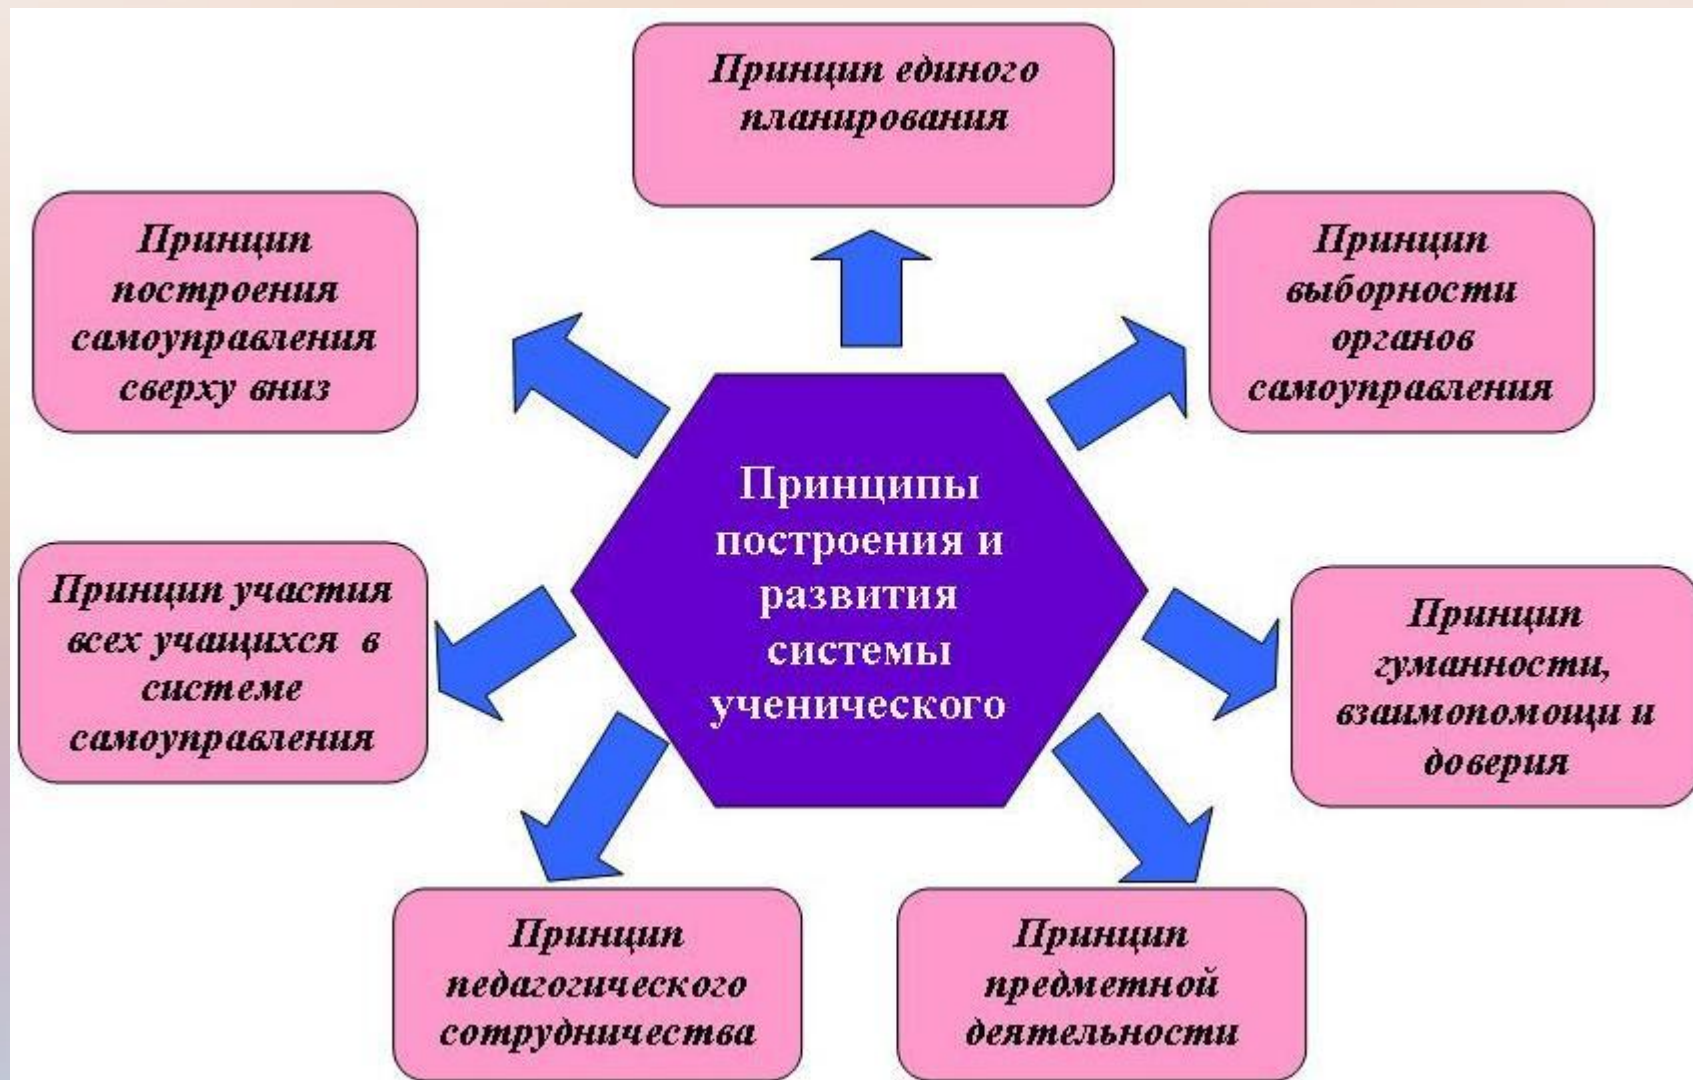 Принцип единого
планирования
Принцип
построения
самоуправления
сверху вниз
Принцип
выборности
органов
самоуправления
Принципы
построения и
развития
системы
ученического
Принцип участия
всех учащихся в
системе
самоуправления
Принцип
гуманности,
взаимопомощи и
доверия
Принцип
педагогического
сотрудничества
Принцип
предметной
деятельности